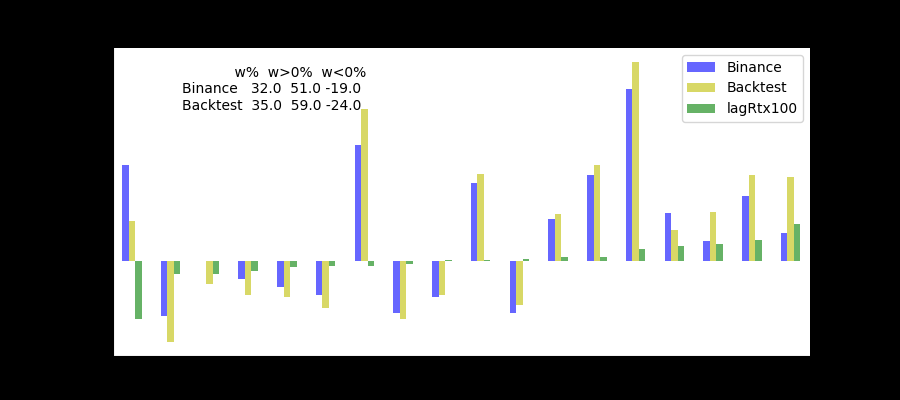 w% w>0% w<0%
Binance 32.0 51.0 -19.0
Backtest 35.0 59.0 -24.0
Binance
Backtest
lagRtx100